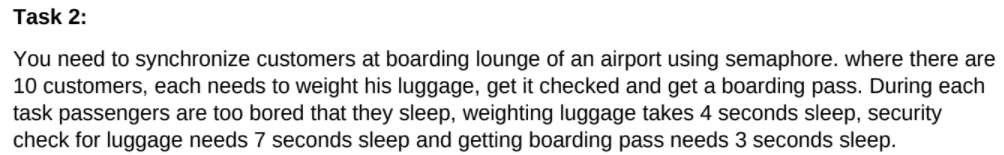 Task 2:
You need to synchronize customers at boarding lounge of an airport using semaphore. where there are
10 customers, each needs to weight his luggage, get it checked and get a boarding pass. During each
task passengers are too bored that they sleep, weighting luggage takes 4 seconds sleep, security
check for luggage needs 7 seconds sleep and getting boarding pass needs 3 seconds sleep.